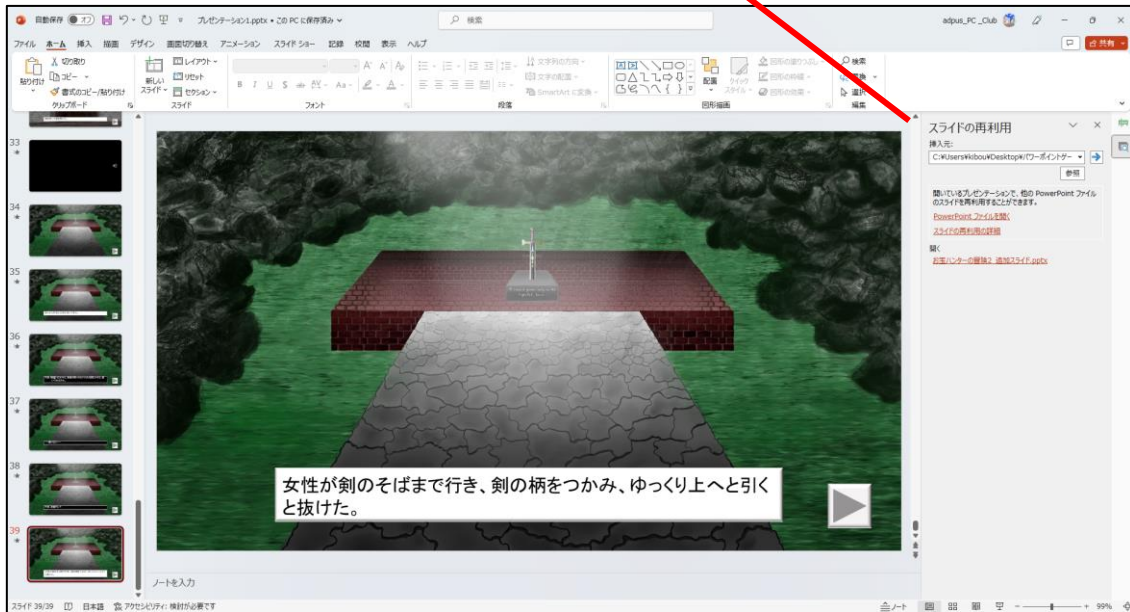 自動保存 オフ
プレゼンテーション1.pptx • この PC に保存済み
検索
adpus_PC_Club
ファイル ホーム 挿入 描画 デザイン 画面切り替え アニメーション スライド ショー 記録 校閲 表示 ヘルプ
共有
貼り付け
切り取り
コピー
書式のコピー/貼り付け
クリップボード
新しい
スライド
レイアウト
リセット
セクション
スライド
フォント
文字列の方向
文字の配置
SmartArt に変換
段落
配置
クイック
スタイル
図形の塗りつぶし
図形の枠線
図形の効果
図形描画
検索
置換
選択
編集
33
34
35
36
37
38
39
女性が剣のそばまで行き、剣の柄をつかみ、ゆっくり上へと引く
と抜けた。
ノートを入力
スライドの再利用
挿入元:
C:¥Users¥kibou¥Desktop¥パワーポイントゲー
参照
開いているプレゼンテーションで、他の PowerPoint ファイル
のスライドを再利用することができます。
PowerPoint ファイルを開く
スライドの再利用の詳細
開く
お宝ハンターの冒険2_追加スライド.pptx
スライド 39/39 日本語 アクセシビリティ: 検討が必要です
ノート
99%